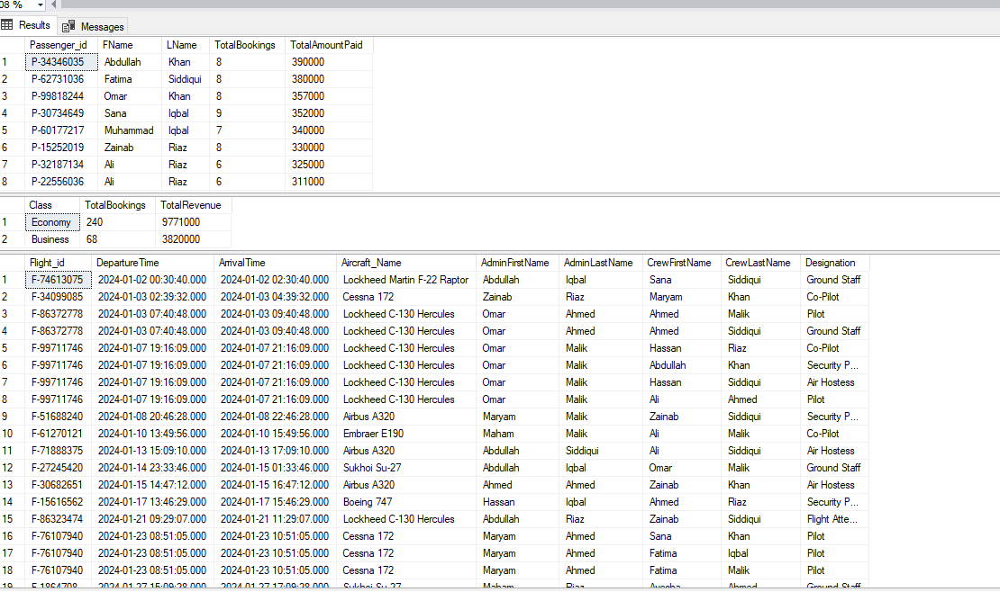 08 %
Results Messages
Passenger_id FName LName TotalBookings TotalAmountPaid
1 P-34346035 Abdullah Khan 8 390000
2 P-62731036 Fatima Siddiqui 8 380000
3 P-99818244 Omar Khan 8 357000
4 P-30734649 Sana Iqbal 9 352000
5 P-60177217 Muhammad Iqbal 7 340000
6 P-15252019 Zainab Riaz 8 330000
7 P-32187134 Ali Riaz 6 325000
8 P-22556036 Ali Riaz 6 311000
Class TotalBookings TotalRevenue
1 Economy 240 9771000
2 Business 68 3820000
Flight_id DepartureTime ArrivalTime Aircraft_Name AdminFirstName AdminLastName CrewFirstName CrewLastName Designation
1 F-74613075 2024-01-02 00:30:40.000 2024-01-02 02:30:40.000 Lockheed Martin F-22 Raptor Abdullah Iqbal Sana Siddiqui Ground Staff
2 F-34099085 2024-01-03 02:39:32.000 2024-01-03 04:39:32.000 Cessna 172 Zainab Riaz Maryam Khan Co-Pilot
3 F-86372778 2024-01-03 07:40:48.000 2024-01-03 09:40:48.000 Lockheed C-130 Hercules Omar Ahmed Ahmed Malik Pilot
4 F-86372778 2024-01-03 07:40:48.000 2024-01-03 09:40:48.000 Lockheed C-130 Hercules Omar Ahmed Ahmed Siddiqui Ground Staff
5 F-99711746 2024-01-07 19:16:09.000 2024-01-07 21:16:09.000 Lockheed C-130 Hercules Omar Malik Hassan Riaz Co-Pilot
6 F-99711746 2024-01-07 19:16:09.000 2024-01-07 21:16:09.000 Lockheed C-130 Hercules Omar Malik Abdullah Khan Security P...
7 F-99711746 2024-01-07 19:16:09.000 2024-01-07 21:16:09.000 Lockheed C-130 Hercules Omar Malik Hassan Siddiqui Air Hostess
8 F-99711746 2024-01-07 19:16:09.000 2024-01-07 21:16:09.000 Lockheed C-130 Hercules Omar Malik Ali Ahmed Pilot
9 F-51688240 2024-01-08 20:46:28.000 2024-01-08 22:46:28.000 Airbus A320 Maryam Malik Zainab Siddiqui Security P...
10 F-61270121 2024-01-10 13:49:56.000 2024-01-10 15:49:56.000 Embraer E190 Maham Malik Ali Malik Co-Pilot
11 F-71888375 2024-01-13 15:09:10.000 2024-01-13 17:09:10.000 Airbus A320 Abdullah Siddiqui Ali Siddiqui Air Hostess
12 F-27245420 2024-01-14 23:33:46.000 2024-01-15 01:33:46.000 Sukhoi Su-27 Abdullah Iqbal Omar Malik Ground Staff
13 F-30682651 2024-01-15 14:47:12.000 2024-01-15 16:47:12.000 Airbus A320 Ahmed Ahmed Zainab Khan Air Hostess
14 F-15616562 2024-01-17 13:46:29.000 2024-01-17 15:46:29.000 Boeing 747 Hassan Iqbal Ahmed Riaz Security P...
15 F-86323474 2024-01-21 09:29:07.000 2024-01-21 11:29:07.000 Lockheed C-130 Hercules Abdullah Riaz Zainab Siddiqui Flight Atte...
16 F-76107940 2024-01-23 08:51:05.000 2024-01-23 10:51:05.000 Cessna 172 Maryam Ahmed Sana Khan Pilot
17 F-76107940 2024-01-23 08:51:05.000 2024-01-23 10:51:05.000 Cessna 172 Maryam Ahmed Fatima Iqbal Pilot
18 F-76107940 2024-01-23 08:51:05.000 2024-01-23 10:51:05.000 Cessna 172 Maryam Ahmed Fatima Malik Pilot
19 F-1864708 2024-01-27 15:09:28.000 2024-01-27 17:09:28.000 Sukhoi Su-27 Maham Riaz Ayesha Ahmed Ground Staff